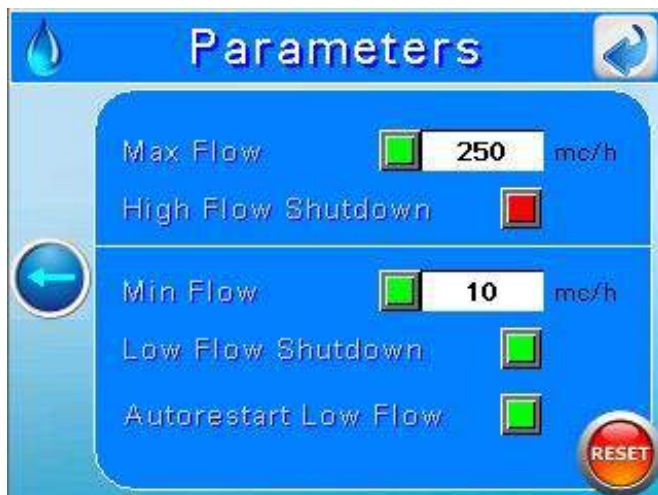 Parameters
Max Flow 250 mc/h
High Flow Shutdown
Min Flow 10 mc/h
Low Flow Shutdown
Autorestart Low Flow
RESET